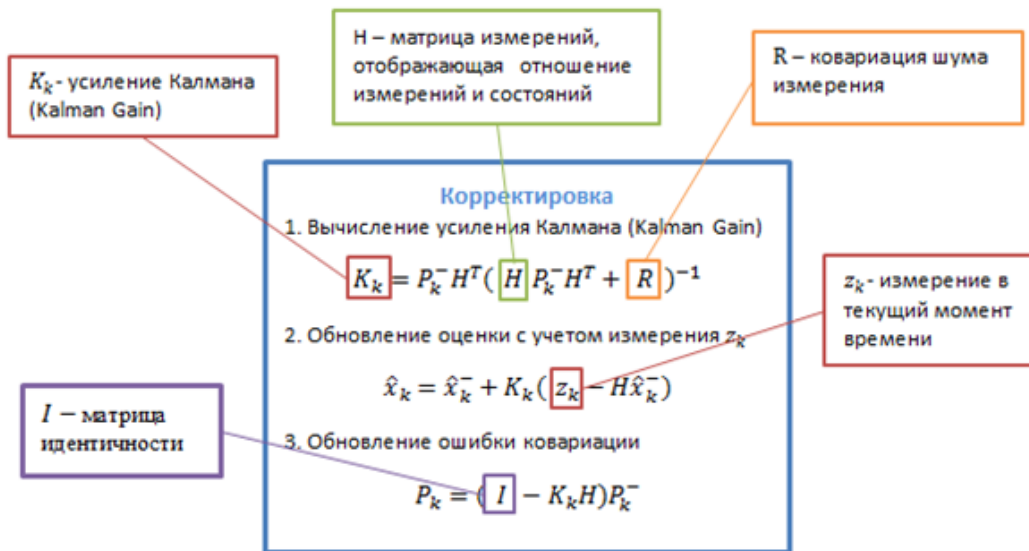 K_k - усиление Калмана
(Kalman Gain)
H – матрица измерений,
отображающая отношение
измерений и состояний
R – ковариация шума
измерения
Корректировка
1. Вычисление усиления Калмана (Kalman Gain)
K_k = P_k^- H^T ( H P_k^- H^T + R )^{-1}
2. Обновление оценки с учетом измерения z_k
x̂_k = x̂_k^- + K_k ( z_k − H x̂_k^- )
3. Обновление ошибки ковариации
P_k = ( I − K_k H ) P_k^-
z_k - измерение в
текущий момент
времени
I – матрица
идентичности